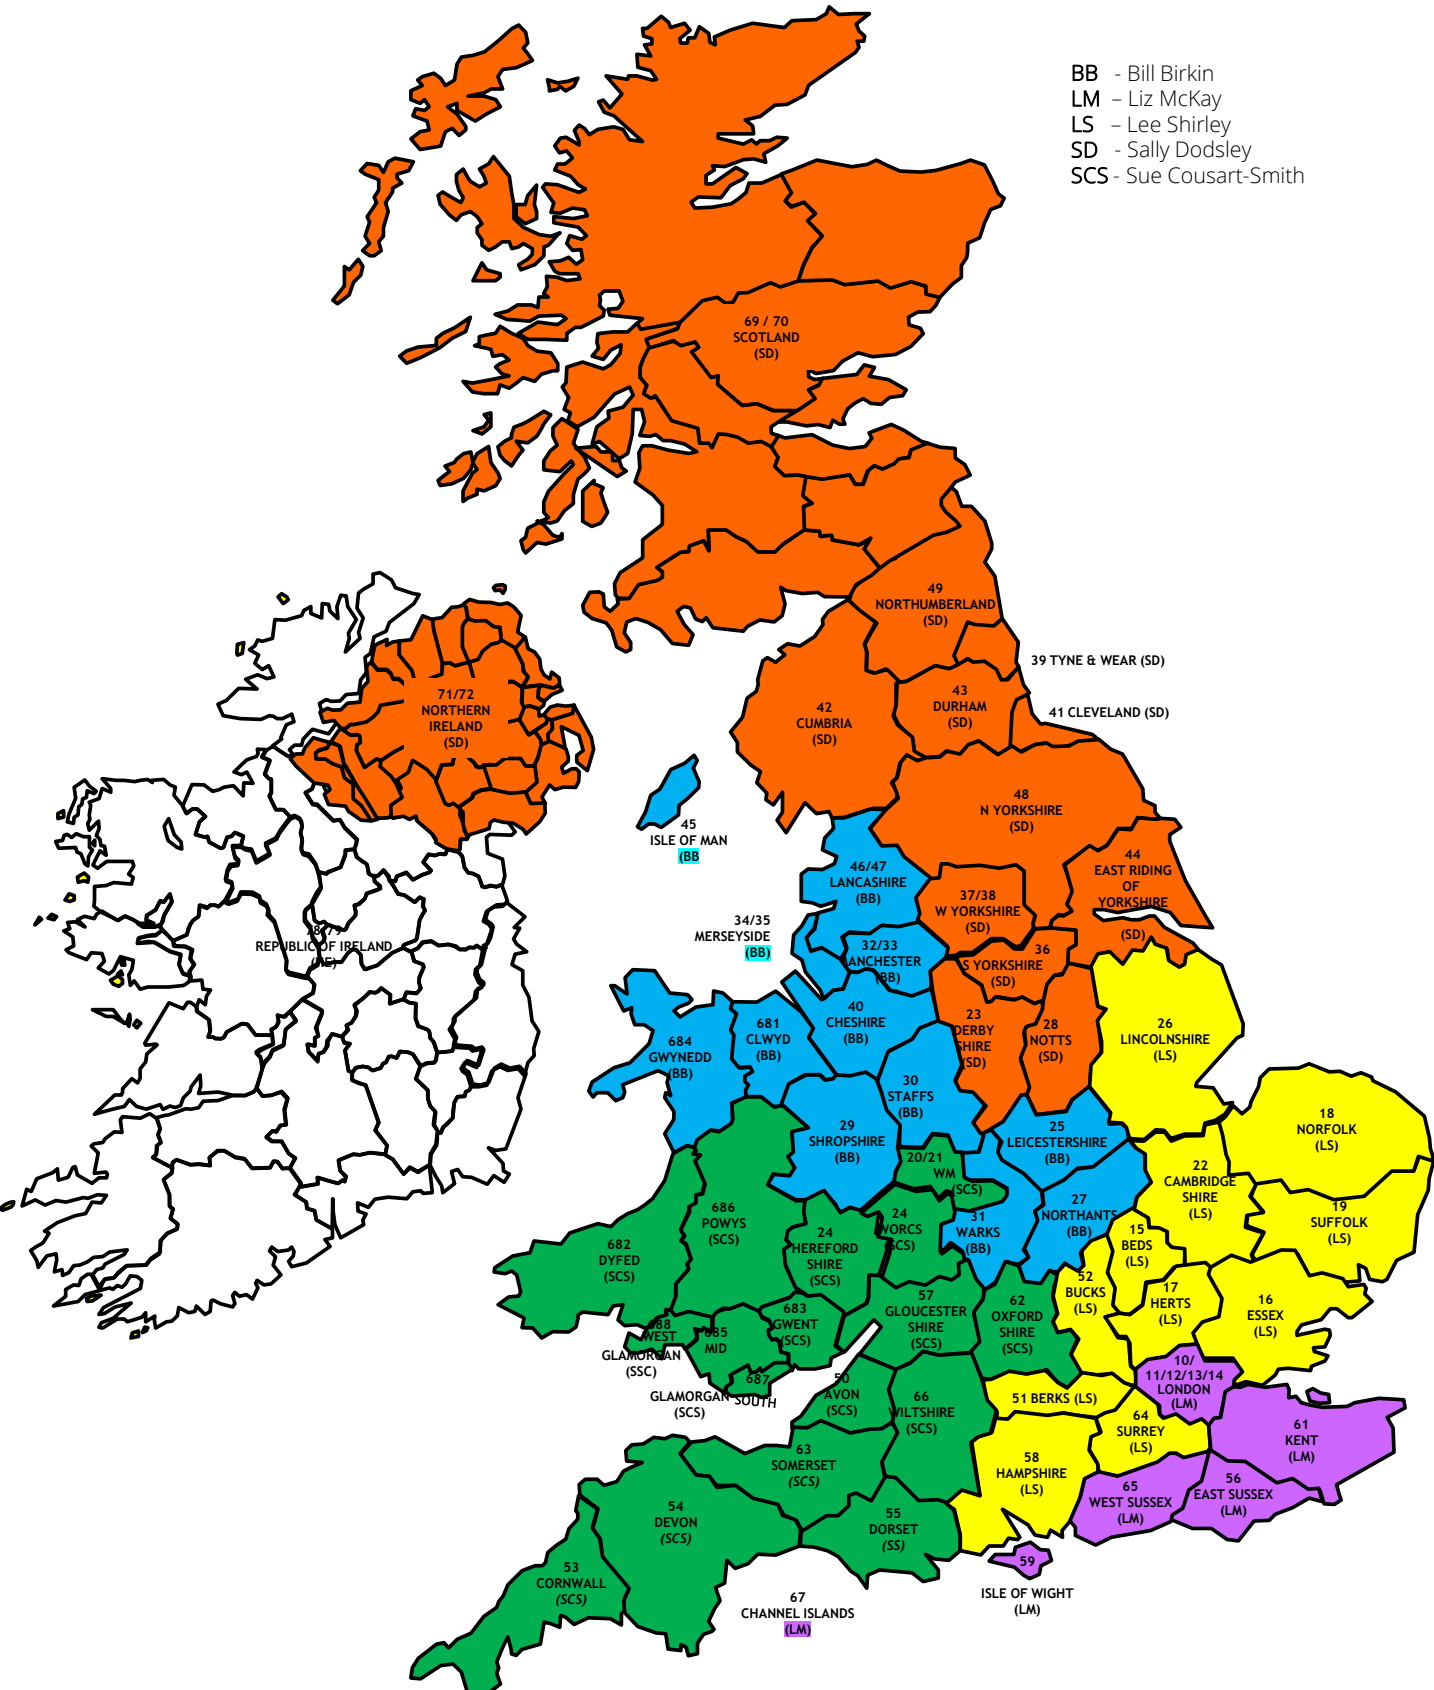 BB - Bill Birkin
LM – Liz McKay
LS – Lee Shirley
SD - Sally Dodsley
SCS - Sue Cousart-Smith
69 / 70
SCOTLAND
(SD)
49
NORTHUMBERLAND
(SD)
39 TYNE & WEAR (SD)
71/72
NORTHERN
IRELAND
(SD)
42
CUMBRIA
(SD)
43
DURHAM
(SD)
41 CLEVELAND (SD)
48
N YORKSHIRE
(SD)
45
ISLE OF MAN
(BB
46/47
LANCASHIRE
(BB)
44
EAST RIDING
OF
YORKSHIRE
(SD)
37/38
W YORKSHIRE
(SD)
34/35
MERSEYSIDE
(BB)
REPUBLIC OF IRELAND
32/33
ANCHESTER
(BB)
36
S YORKSHIRE
(SD)
40
CHESHIRE
(BB)
23
DERBY
SHIRE
(SD)
28
NOTTS
(SD)
26
LINCOLNSHIRE
(LS)
684
GWYNEDD
(BB)
681
CLWYD
(BB)
30
STAFFS
(BB)
29
SHROPSHIRE
(BB)
25
LEICESTERSHIRE
(BB)
18
NORFOLK
(LS)
20/21
WM
(SCS)
22
CAMBRIDGE
SHIRE
(LS)
27
NORTHANTS
(BB)
19
SUFFOLK
(LS)
686
POWYS
(SCS)
24
HEREFORD
SHIRE
(SCS)
24
WORCS
(SCS)
31
WARKS
(BB)
15
BEDS
(LS)
682
DYFED
(SCS)
52
BUCKS
(LS)
17
HERTS
(LS)
16
ESSEX
(LS)
57
GLOUCESTER
SHIRE
(SCS)
62
OXFORD
SHIRE
(SCS)
683
GWENT
(SCS)
688
WEST
GLAMORGAN
(SSC)
685
MID
GLAMORGAN
(SCS)
687
SOUTH
50
AVON
(SCS)
66
WILTSHIRE
(SCS)
51 BERKS (LS)
10/
11/12/13/14
LONDON
(LM)
64
SURREY
(LS)
61
KENT
(LM)
63
SOMERSET
(SCS)
58
HAMPSHIRE
(LS)
65
WEST SUSSEX
(LM)
56
EAST SUSSEX
(LM)
54
DEVON
(SCS)
55
DORSET
(SS)
53
CORNWALL
(SCS)
59
ISLE OF WIGHT
(LM)
67
CHANNEL ISLANDS
(LM)